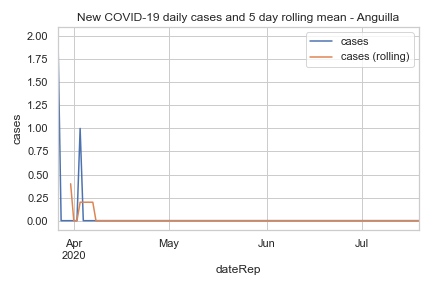 New COVID-19 daily cases and 5 day rolling mean - Anguilla
cases
cases (rolling)
2.00
1.75
1.50
1.25
1.00
0.75
0.50
0.25
0.00
cases
Apr
2020
May
Jun
Jul
dateRep